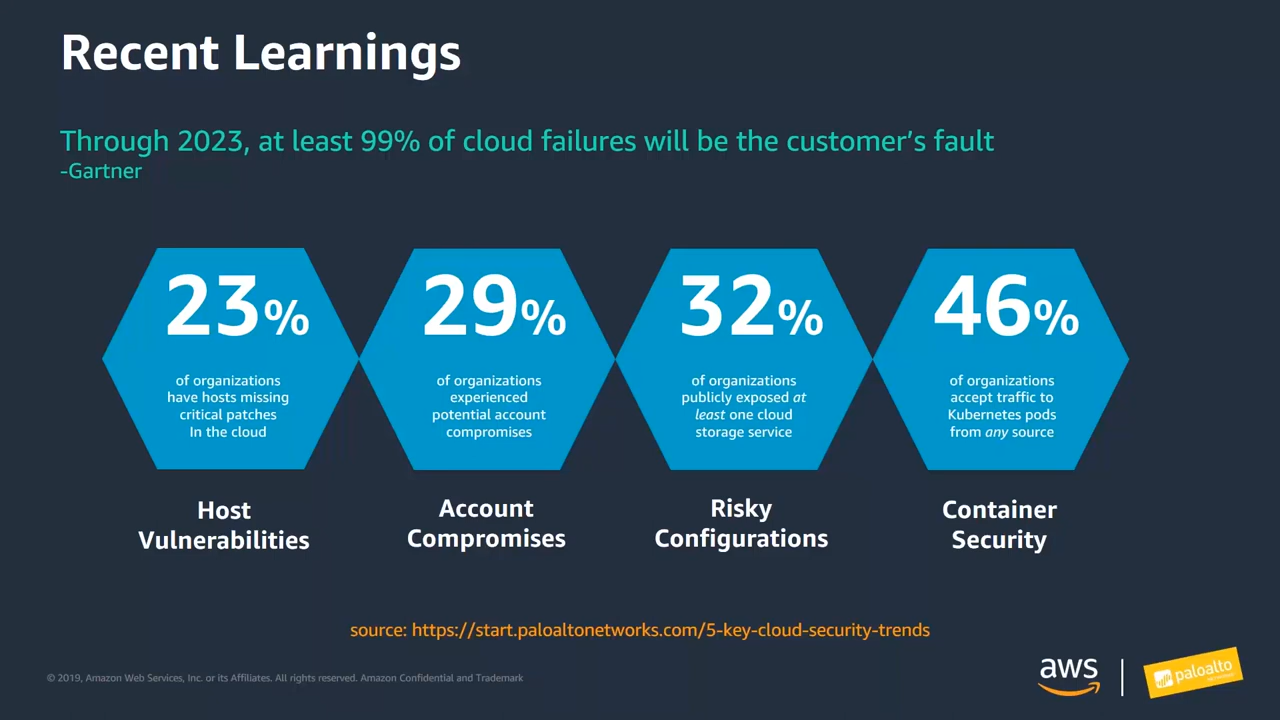 Recent Learnings
Through 2023, at least 99% of cloud failures will be the customer’s fault
-Gartner
23%
of organizations
have hosts missing
critical patches
In the cloud
Host
Vulnerabilities
29%
of organizations
experienced
potential account
compromises
Account
Compromises
32%
of organizations
publicly exposed at
least one cloud
storage service
Risky
Configurations
46%
of organizations
accept traffic to
Kubernetes pods
from any source
Container
Security
source: https://start.paloaltonetworks.com/5-key-cloud-security-trends
© 2019, Amazon Web Services, Inc. or its Affiliates. All rights reserved. Amazon Confidential and Trademark
aws
paloalto